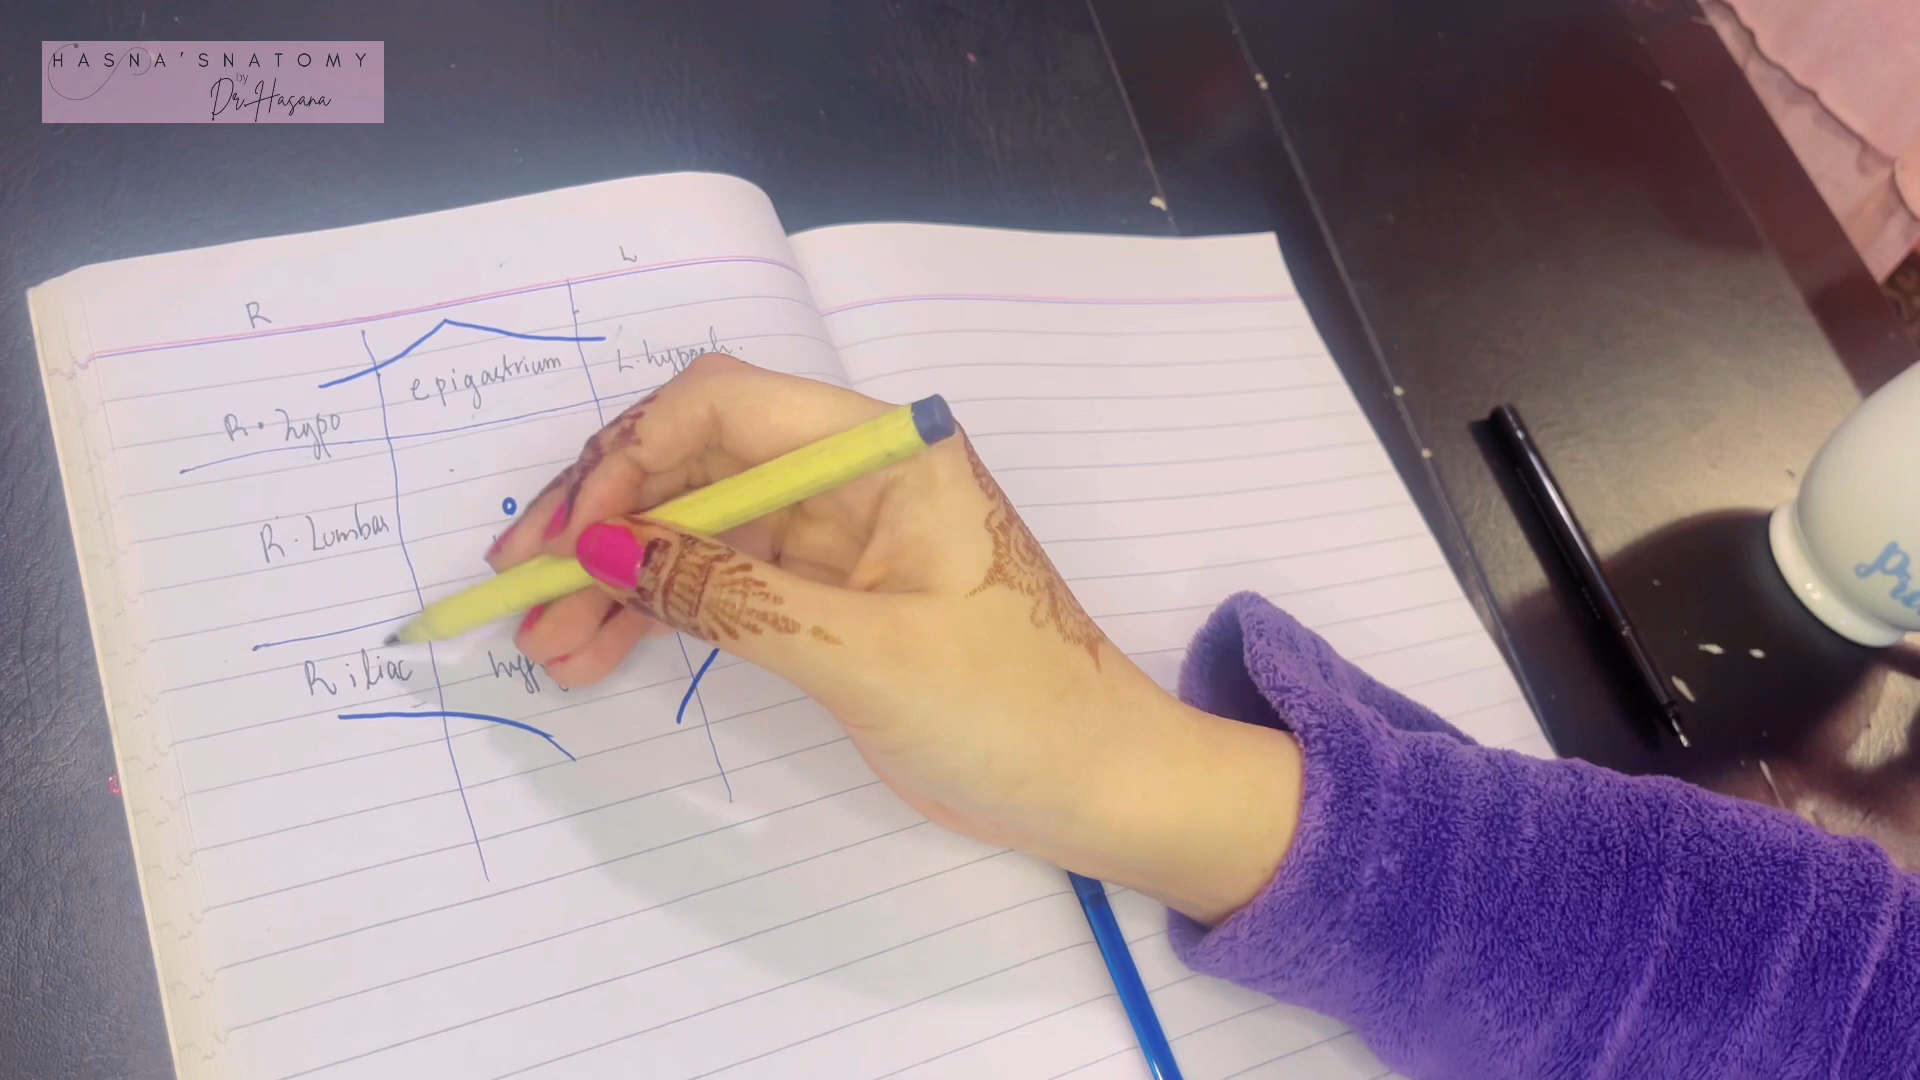 HASNA'SNATOMY
by
Dr.Hasana
L
R
epigastrium
L. hypoch.
R. hypo
R. Lumbar
R iliac